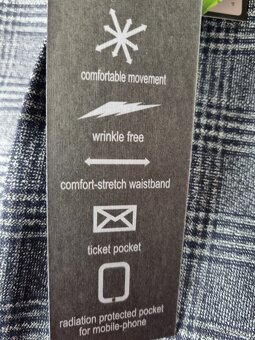 comfortable movement
wrinkle free
comfort-stretch waistband
ticket pocket
radiation protected pocket
for mobile-phone